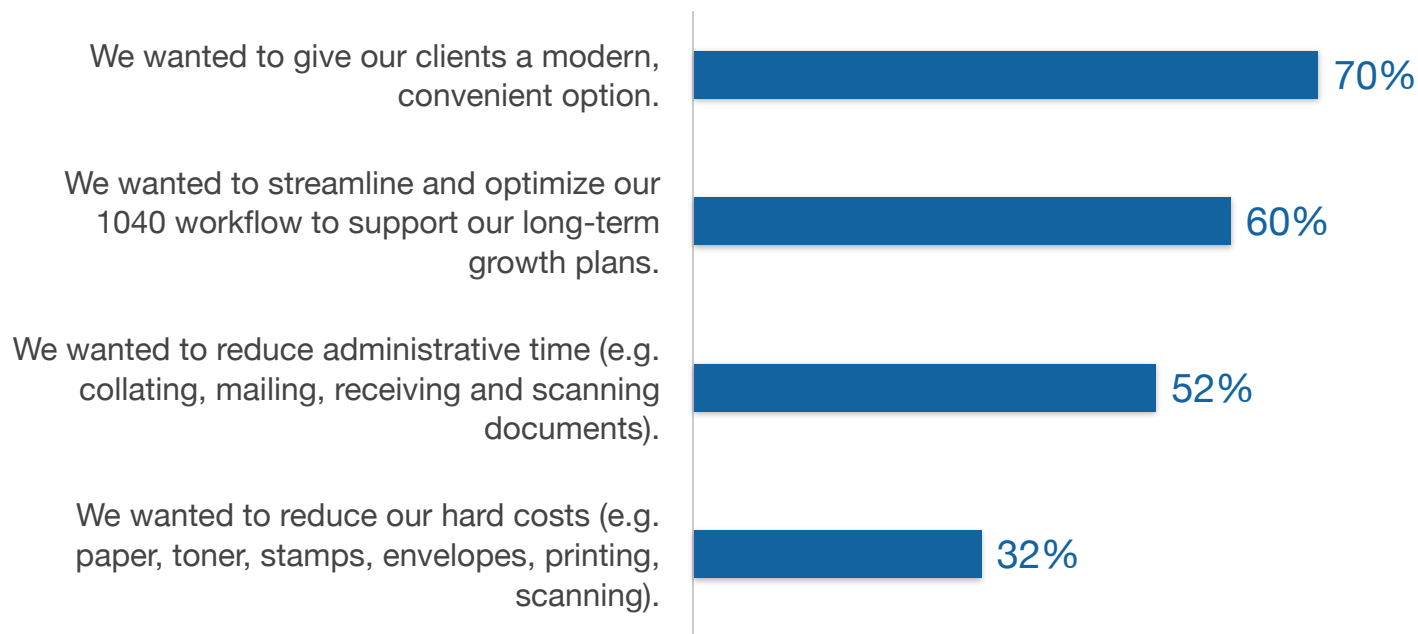 We wanted to give our clients a modern,
convenient option.
70%
We wanted to streamline and optimize our
1040 workflow to support our long-term
growth plans.
60%
We wanted to reduce administrative time (e.g.
collating, mailing, receiving and scanning
documents).
52%
We wanted to reduce our hard costs (e.g.
paper, toner, stamps, envelopes, printing,
scanning).
32%